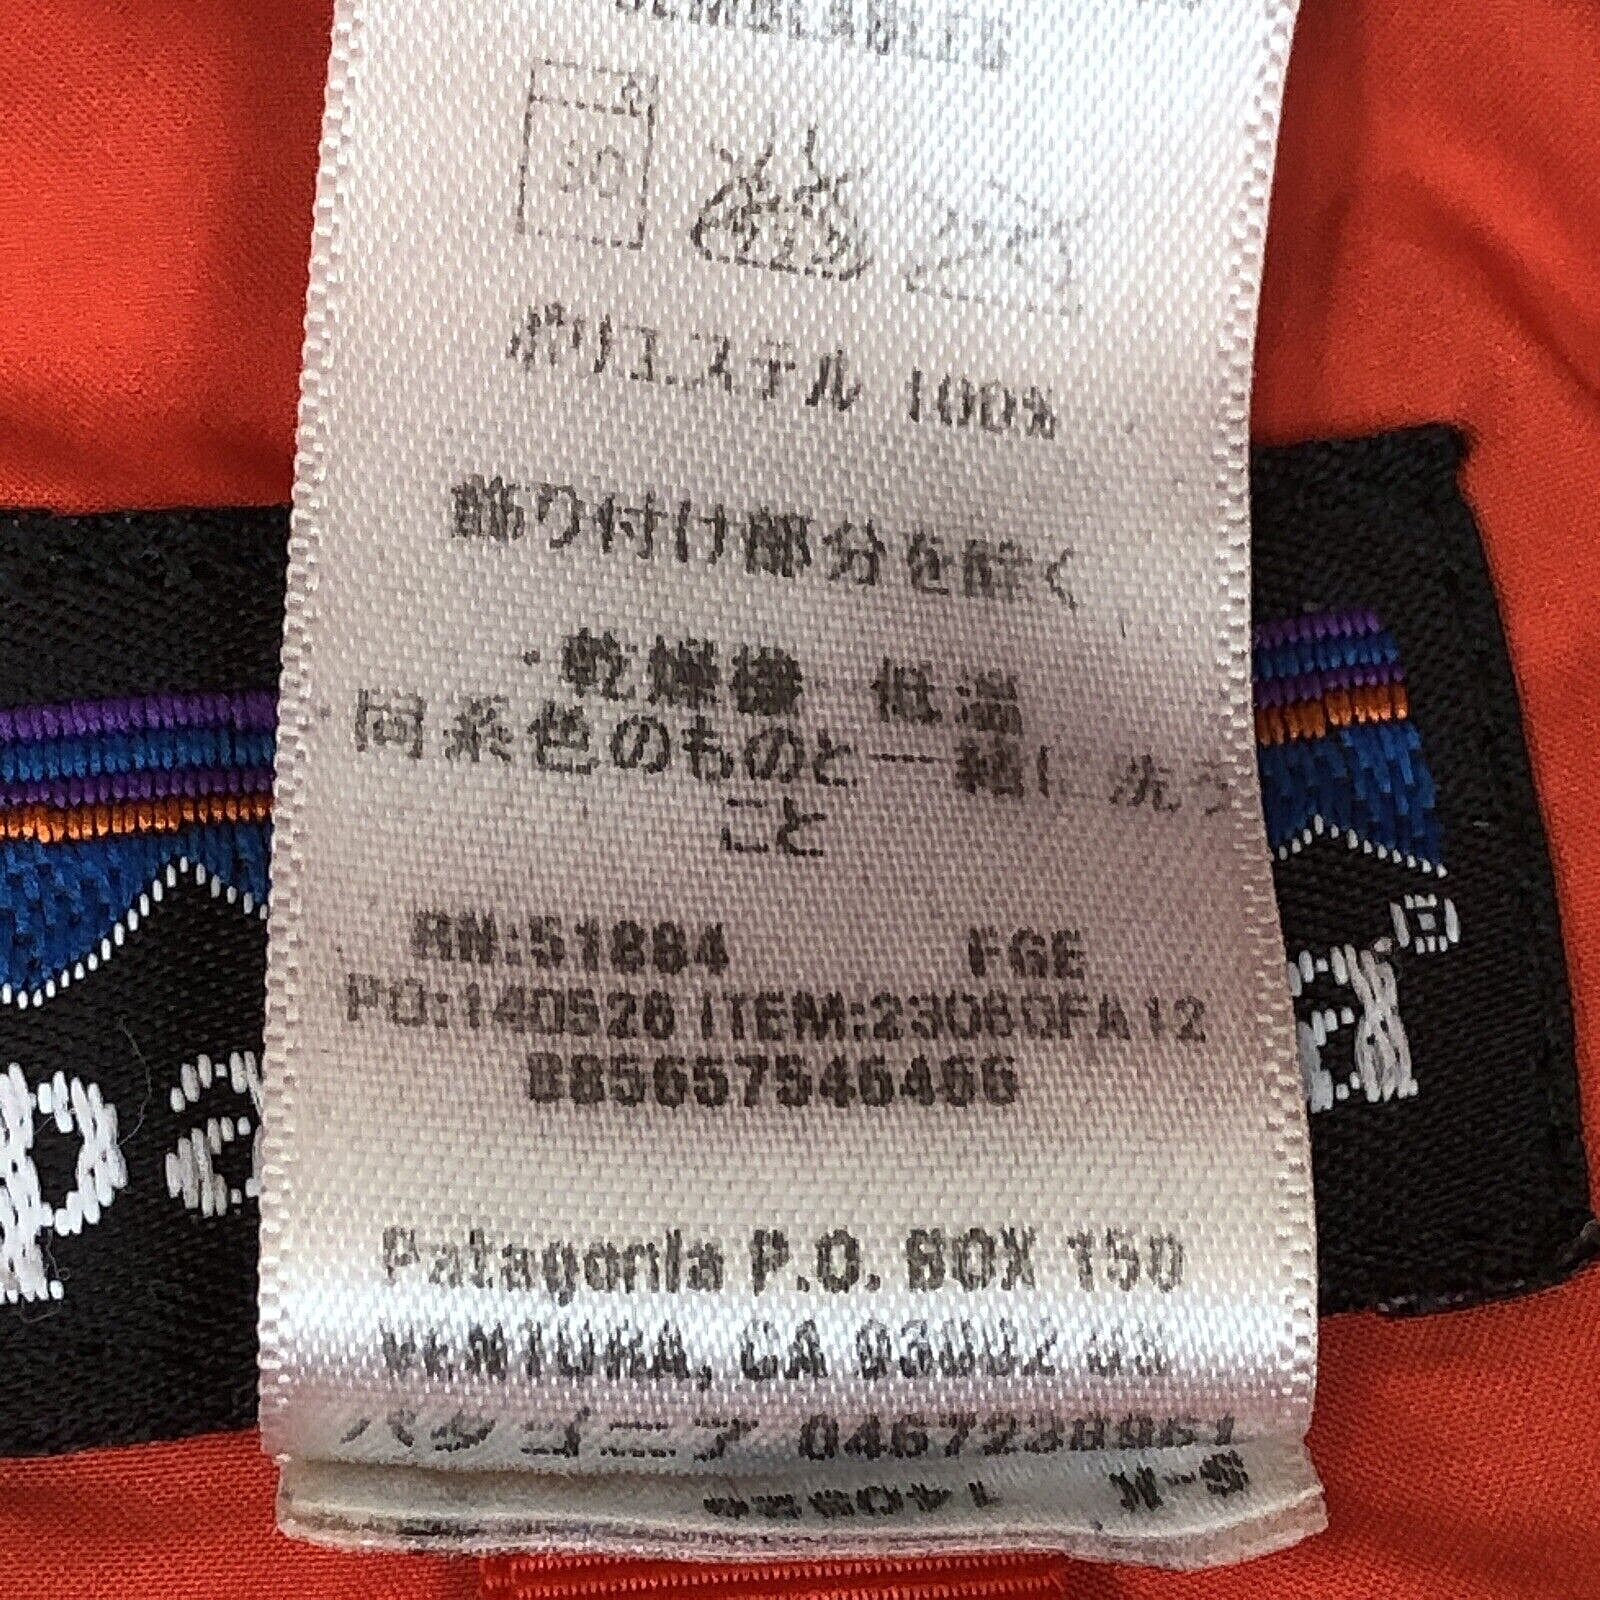 30
ポリエステル 100%
飾り付け部分を除く
・乾燥機 低温
同系色のものと一緒に洗う
こと
RN:51884 FGE
PO:140526 ITEM:23080FA12
885657546466
Patagonia P.O. BOX 150
VENTURA, CA 93002
パタゴニア 0467238961